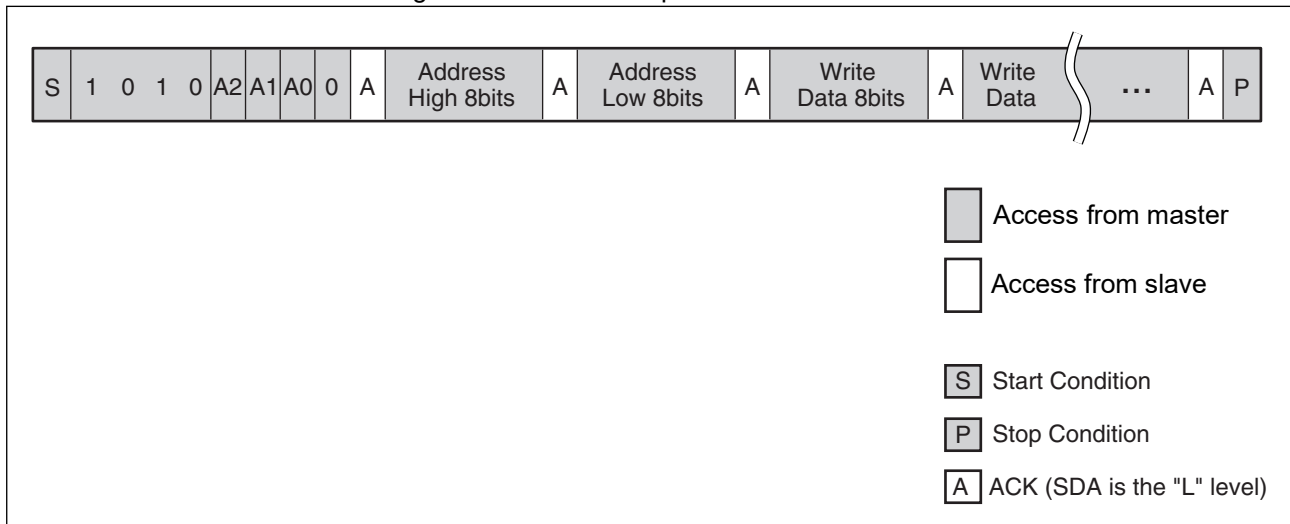 S 1 0 1 0 A2 A1 A0 0 A Address High 8bits A Address Low 8bits A Write Data 8bits A Write Data ... A P
Access from master
Access from slave
S Start Condition
P Stop Condition
A ACK (SDA is the "L" level)